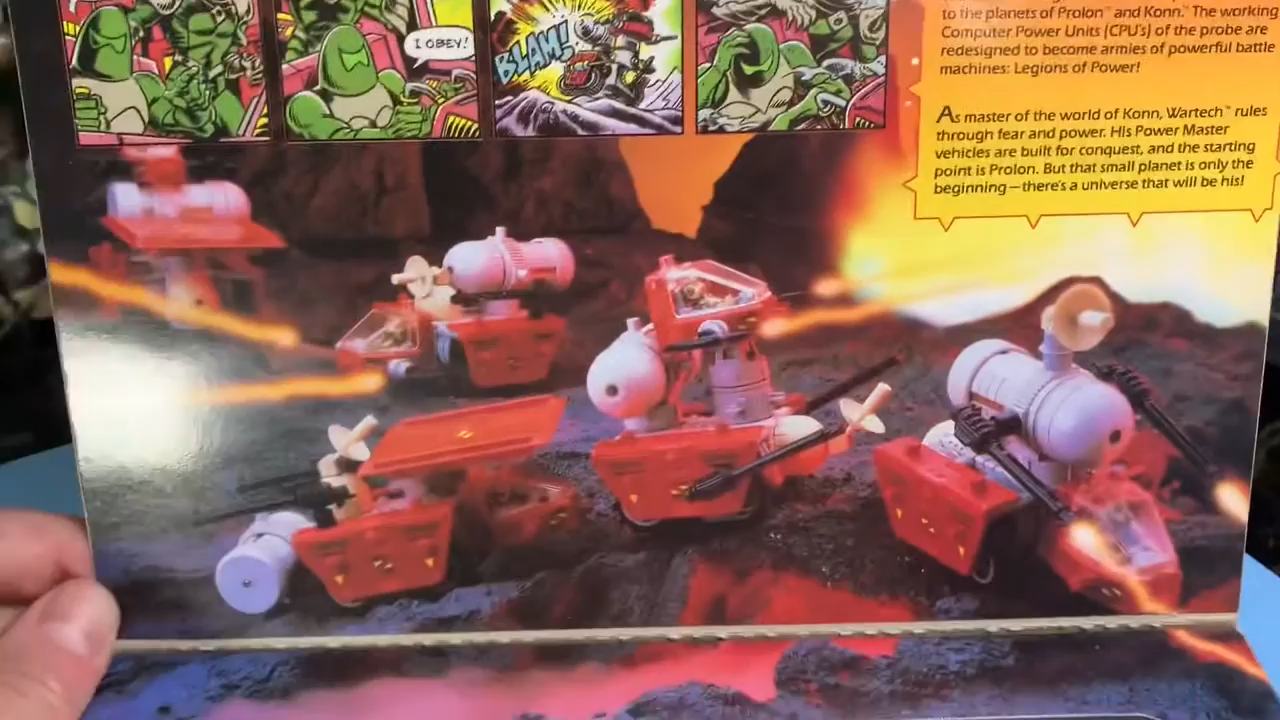 I OBEY!
BLAM!
to the planets of Prolon™ and Konn.™ The working
Computer Power Units (CPU's) of the probe are
redesigned to become armies of powerful battle
machines: Legions of Power!
As master of the world of Konn, Wartech™ rules
through fear and power. His Power Master
vehicles are built for conquest, and the starting
point is Prolon. But that small planet is only the
beginning—there's a universe that will be his!